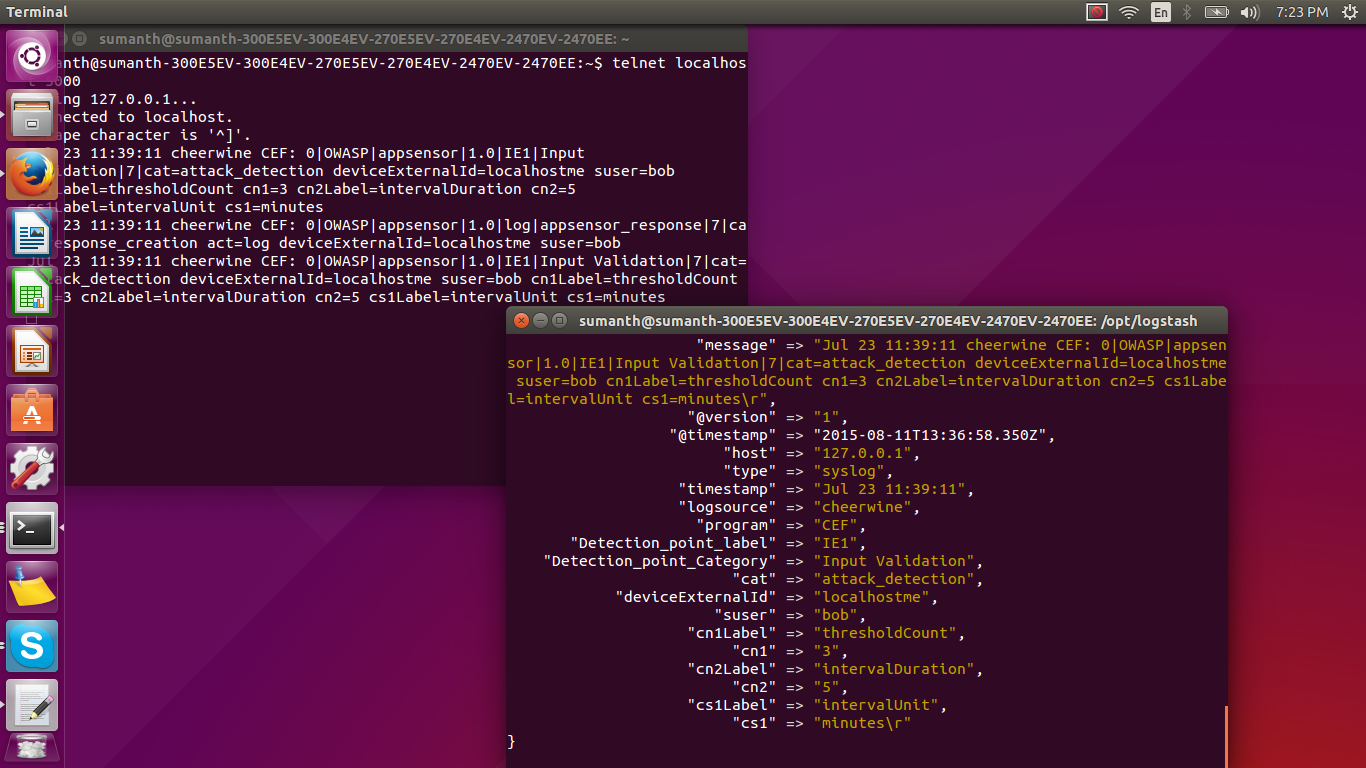 Terminal
En
7:23 PM
sumanth@sumanth-300E5EV-300E4EV-270E5EV-270E4EV-2470EV-2470EE: ~
anth@sumanth-300E5EV-300E4EV-270E5EV-270E4EV-2470EV-2470EE:~$ telnet localhos
t 5000
ing 127.0.0.1...
nected to localhost.
ape character is '^]'.
23 11:39:11 cheerwine CEF: 0|OWASP|appsensor|1.0|IE1|Input
idation|7|cat=attack_detection deviceExternalId=localhostme suser=bob
Label=thresholdCount cn1=3 cn2Label=intervalDuration cn2=5
cs1Label=intervalUnit cs1=minutes
23 11:39:11 cheerwine CEF: 0|OWASP|appsensor|1.0|log|appsensor_response|7|ca
esponse_creation act=log deviceExternalId=localhostme suser=bob
Jul 23 11:39:11 cheerwine CEF: 0|OWASP|appsensor|1.0|IE1|Input Validation|7|cat=
ack_detection deviceExternalId=localhostme suser=bob cn1Label=thresholdCount
=3 cn2Label=intervalDuration cn2=5 cs1Label=intervalUnit cs1=minutes
sumanth@sumanth-300E5EV-300E4EV-270E5EV-270E4EV-2470EV-2470EE: /opt/logstash
"message" => "Jul 23 11:39:11 cheerwine CEF: 0|OWASP|appsen
sor|1.0|IE1|Input Validation|7|cat=attack_detection deviceExternalId=localhostme
suser=bob cn1Label=thresholdCount cn1=3 cn2Label=intervalDuration cn2=5 cs1Labe
l=intervalUnit cs1=minutes\r",
"@version" => "1",
"@timestamp" => "2015-08-11T13:36:58.350Z",
"host" => "127.0.0.1",
"type" => "syslog",
"timestamp" => "Jul 23 11:39:11",
"logsource" => "cheerwine",
"program" => "CEF",
"Detection_point_label" => "IE1",
"Detection_point_Category" => "Input Validation",
"cat" => "attack_detection",
"deviceExternalId" => "localhostme",
"suser" => "bob",
"cn1Label" => "thresholdCount",
"cn1" => "3",
"cn2Label" => "intervalDuration",
"cn2" => "5",
"cs1Label" => "intervalUnit",
"cs1" => "minutes\r"
}